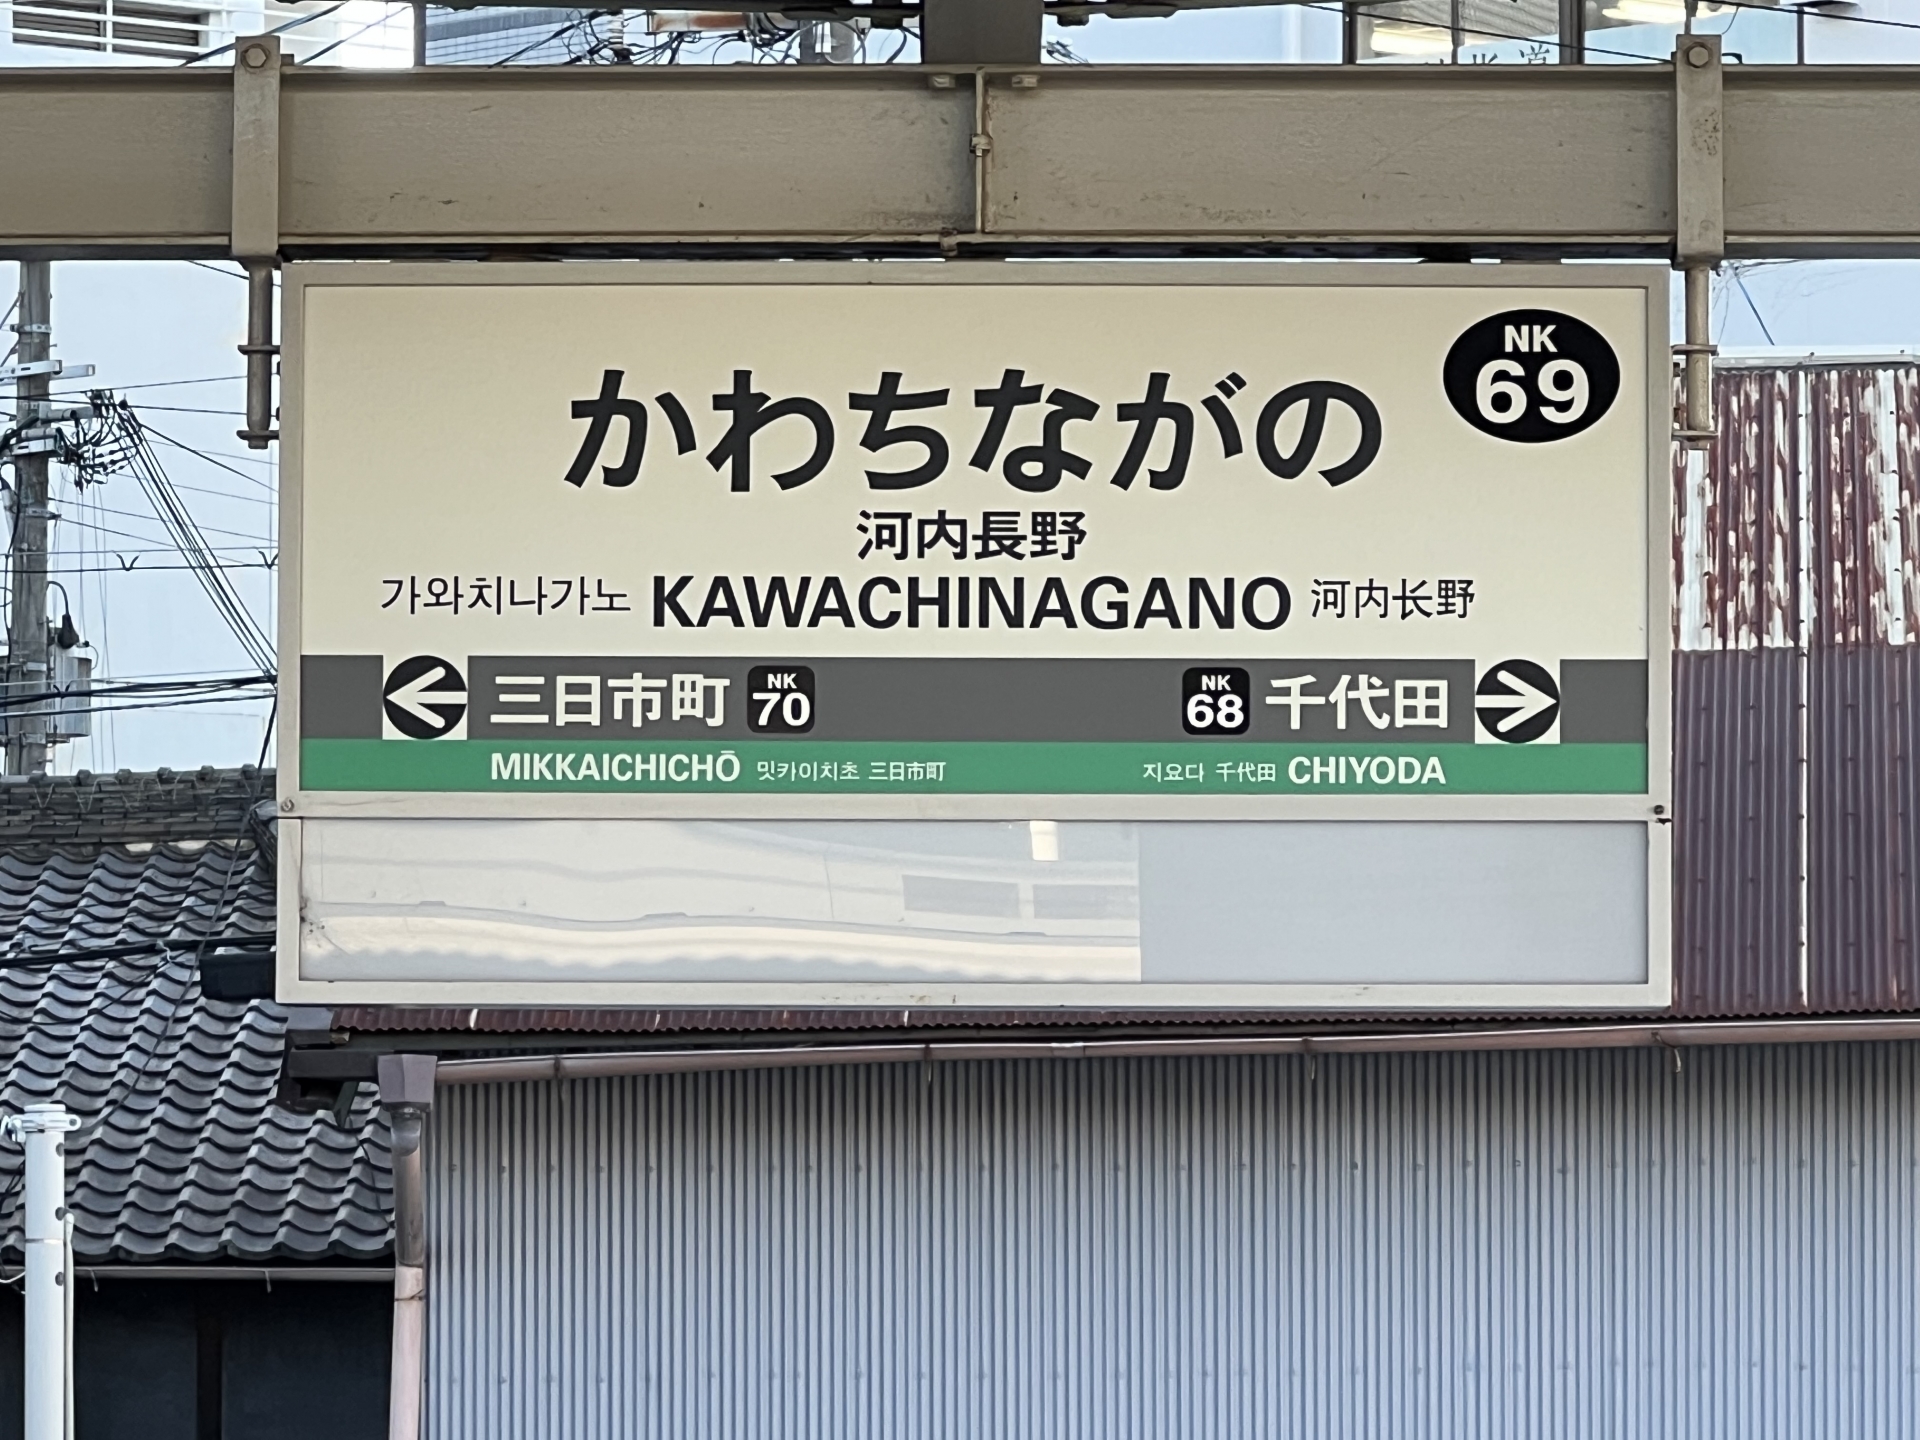 NK
69
かわちながの
河内長野
가와치나가노 KAWACHINAGANO 河内长野
三日市町 NK 70 NK 68 千代田
MIKKAICHICHŌ 밋카이치초 三日市町 지요다 千代田 CHIYODA